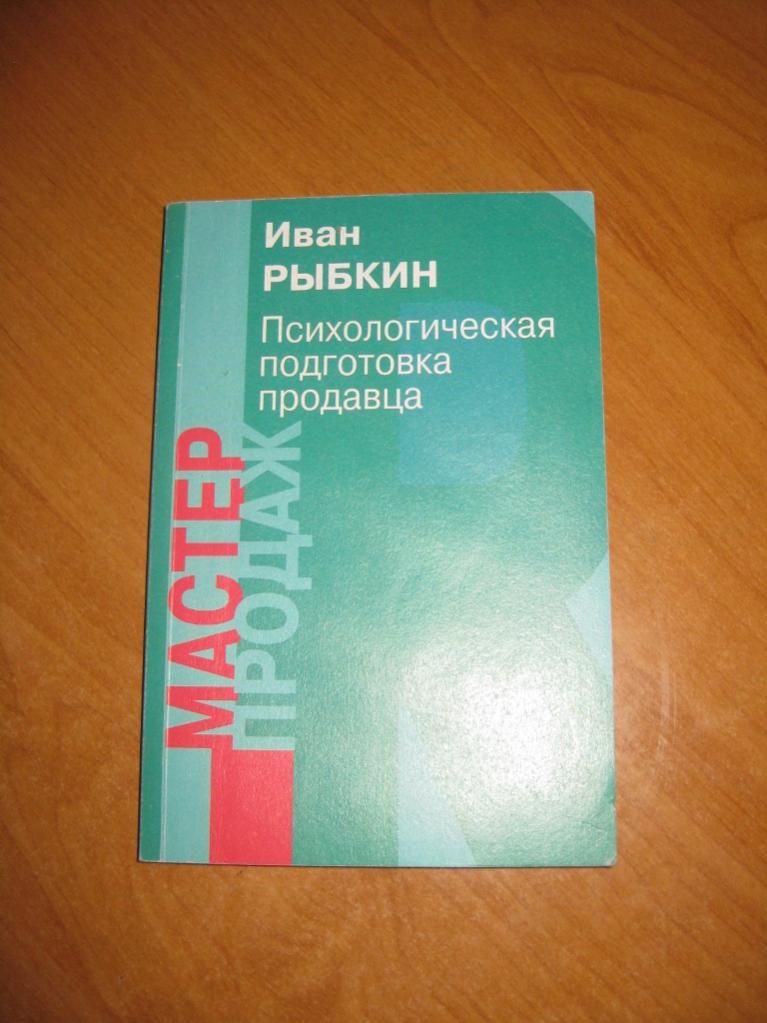 Иван
РЫБКИН
Психологическая
подготовка
продавца
МАСТЕР
ПРОДАЖ